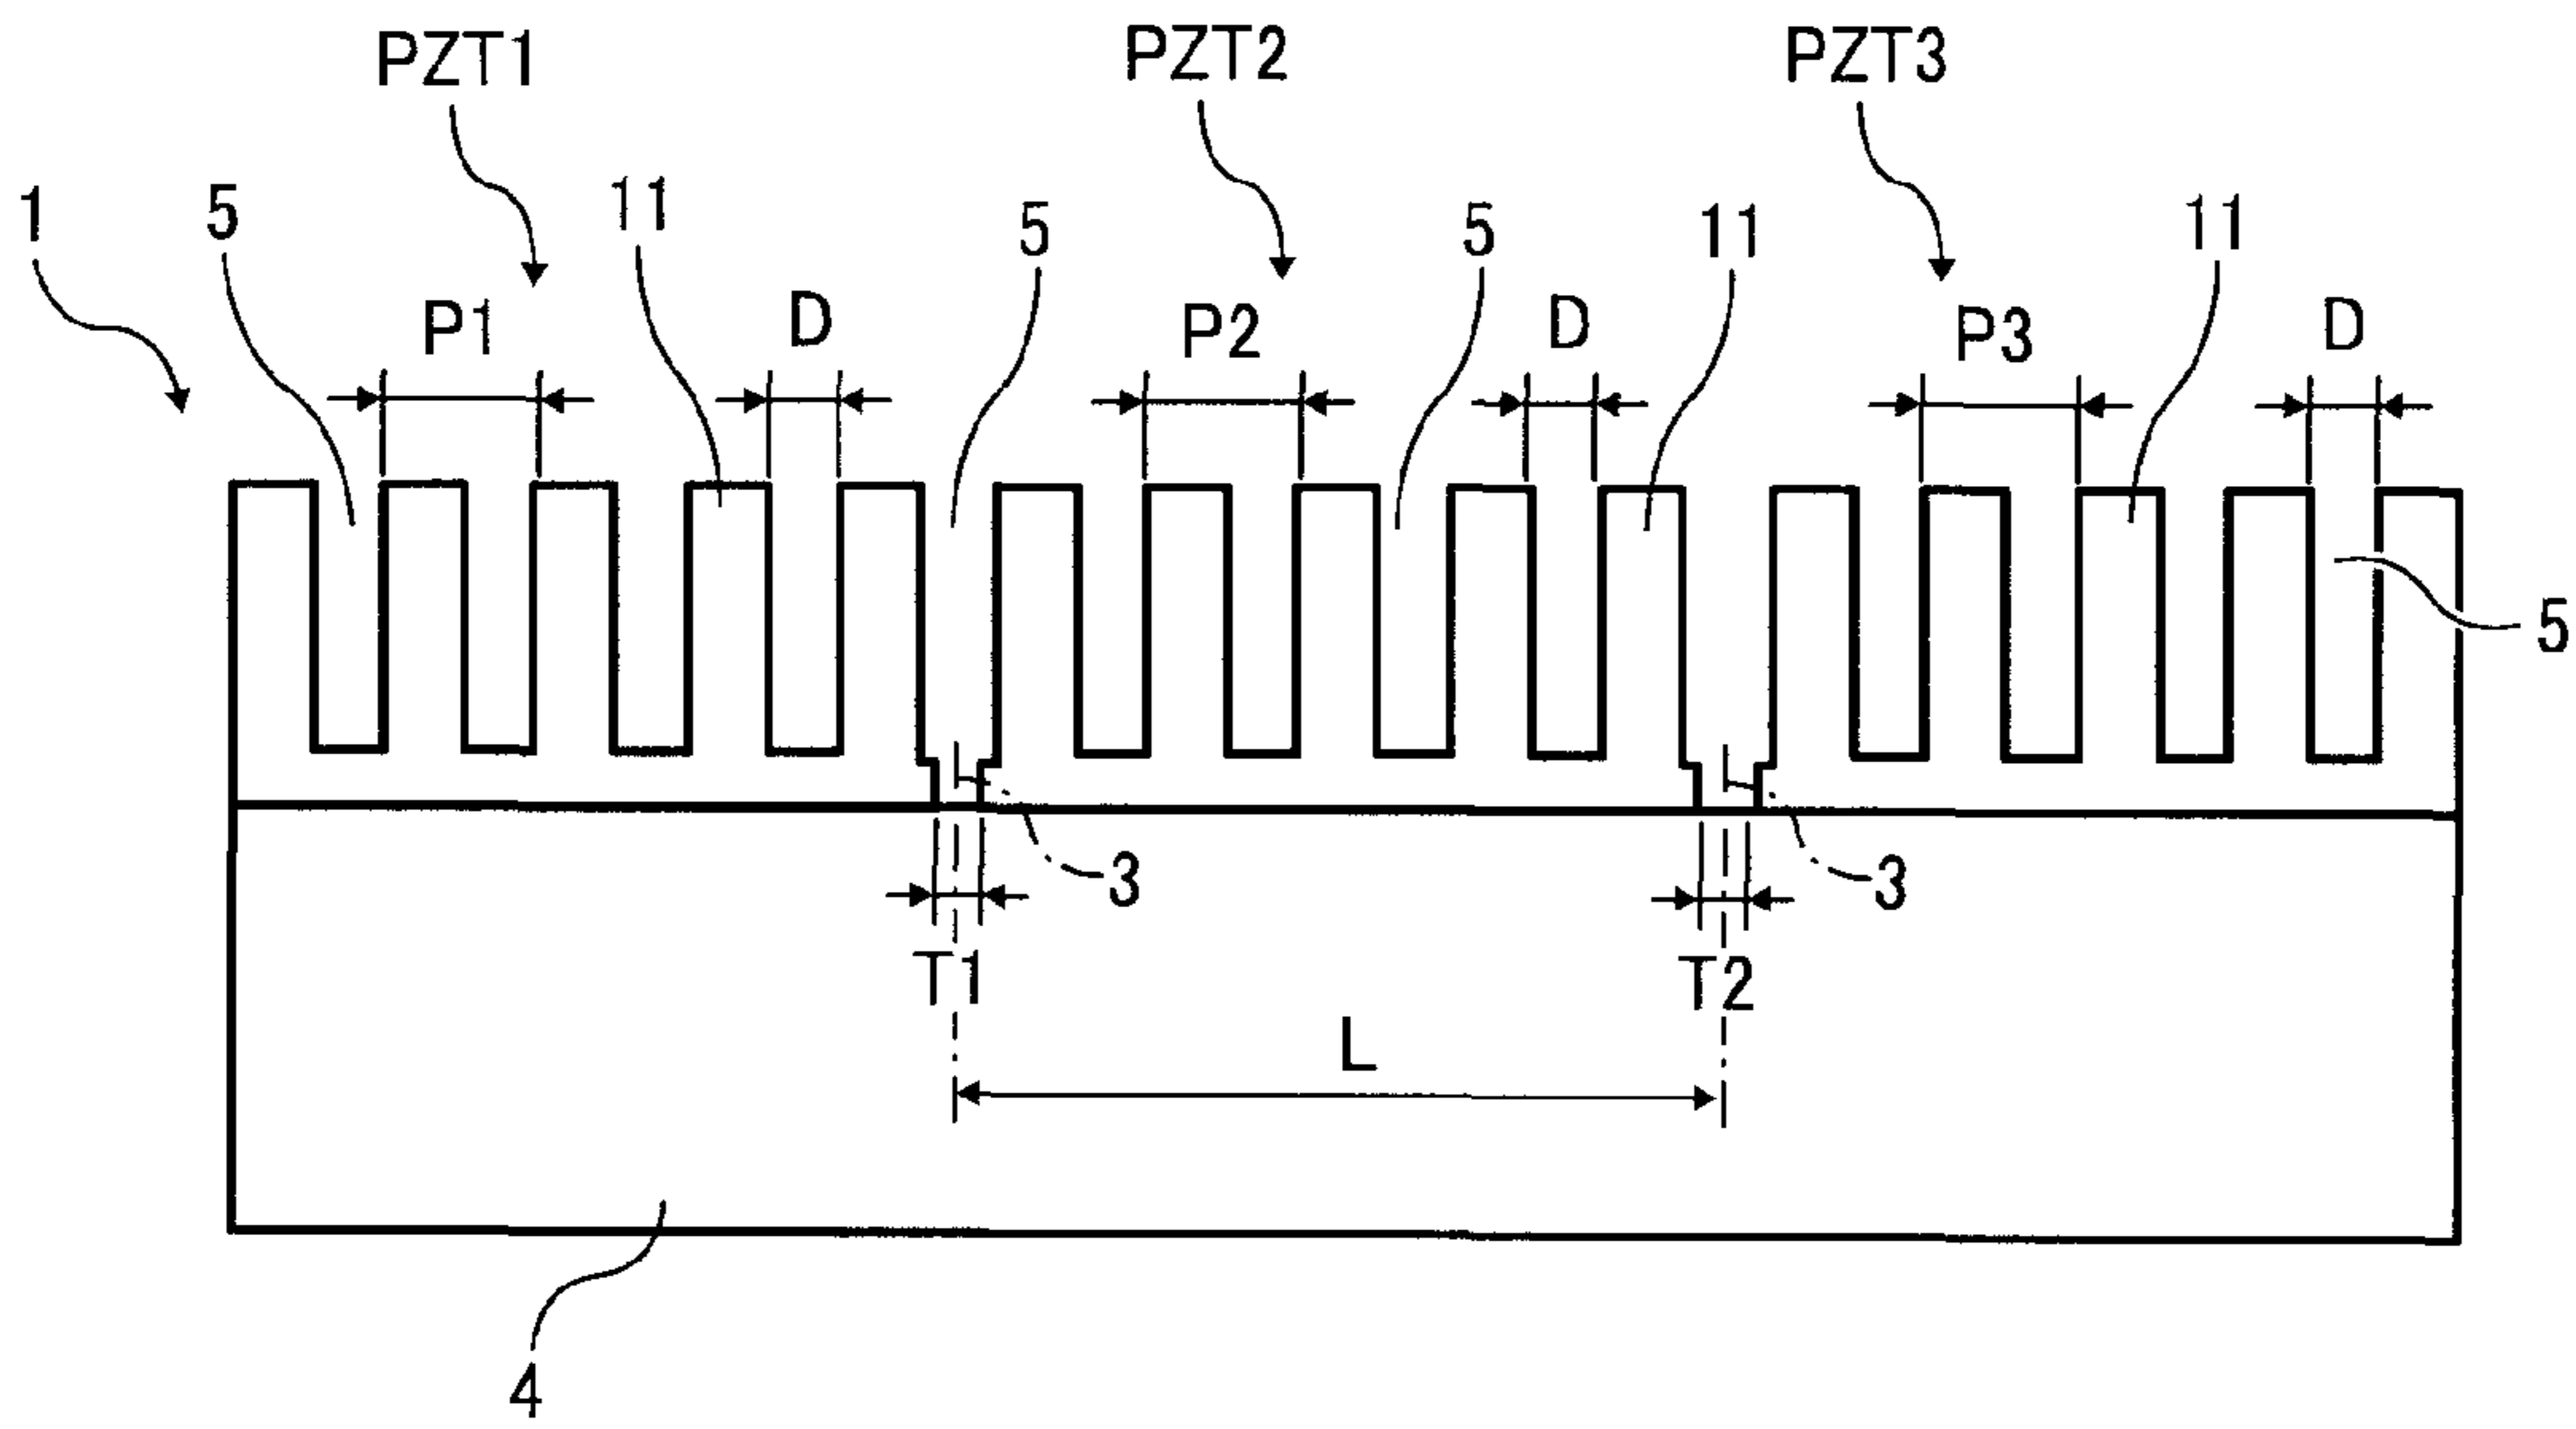 PZT1 PZT2 PZT3
1 5 11 5 5 11 11
P1 D P2 D P3 D
5
3 3
T1 T2
L
4